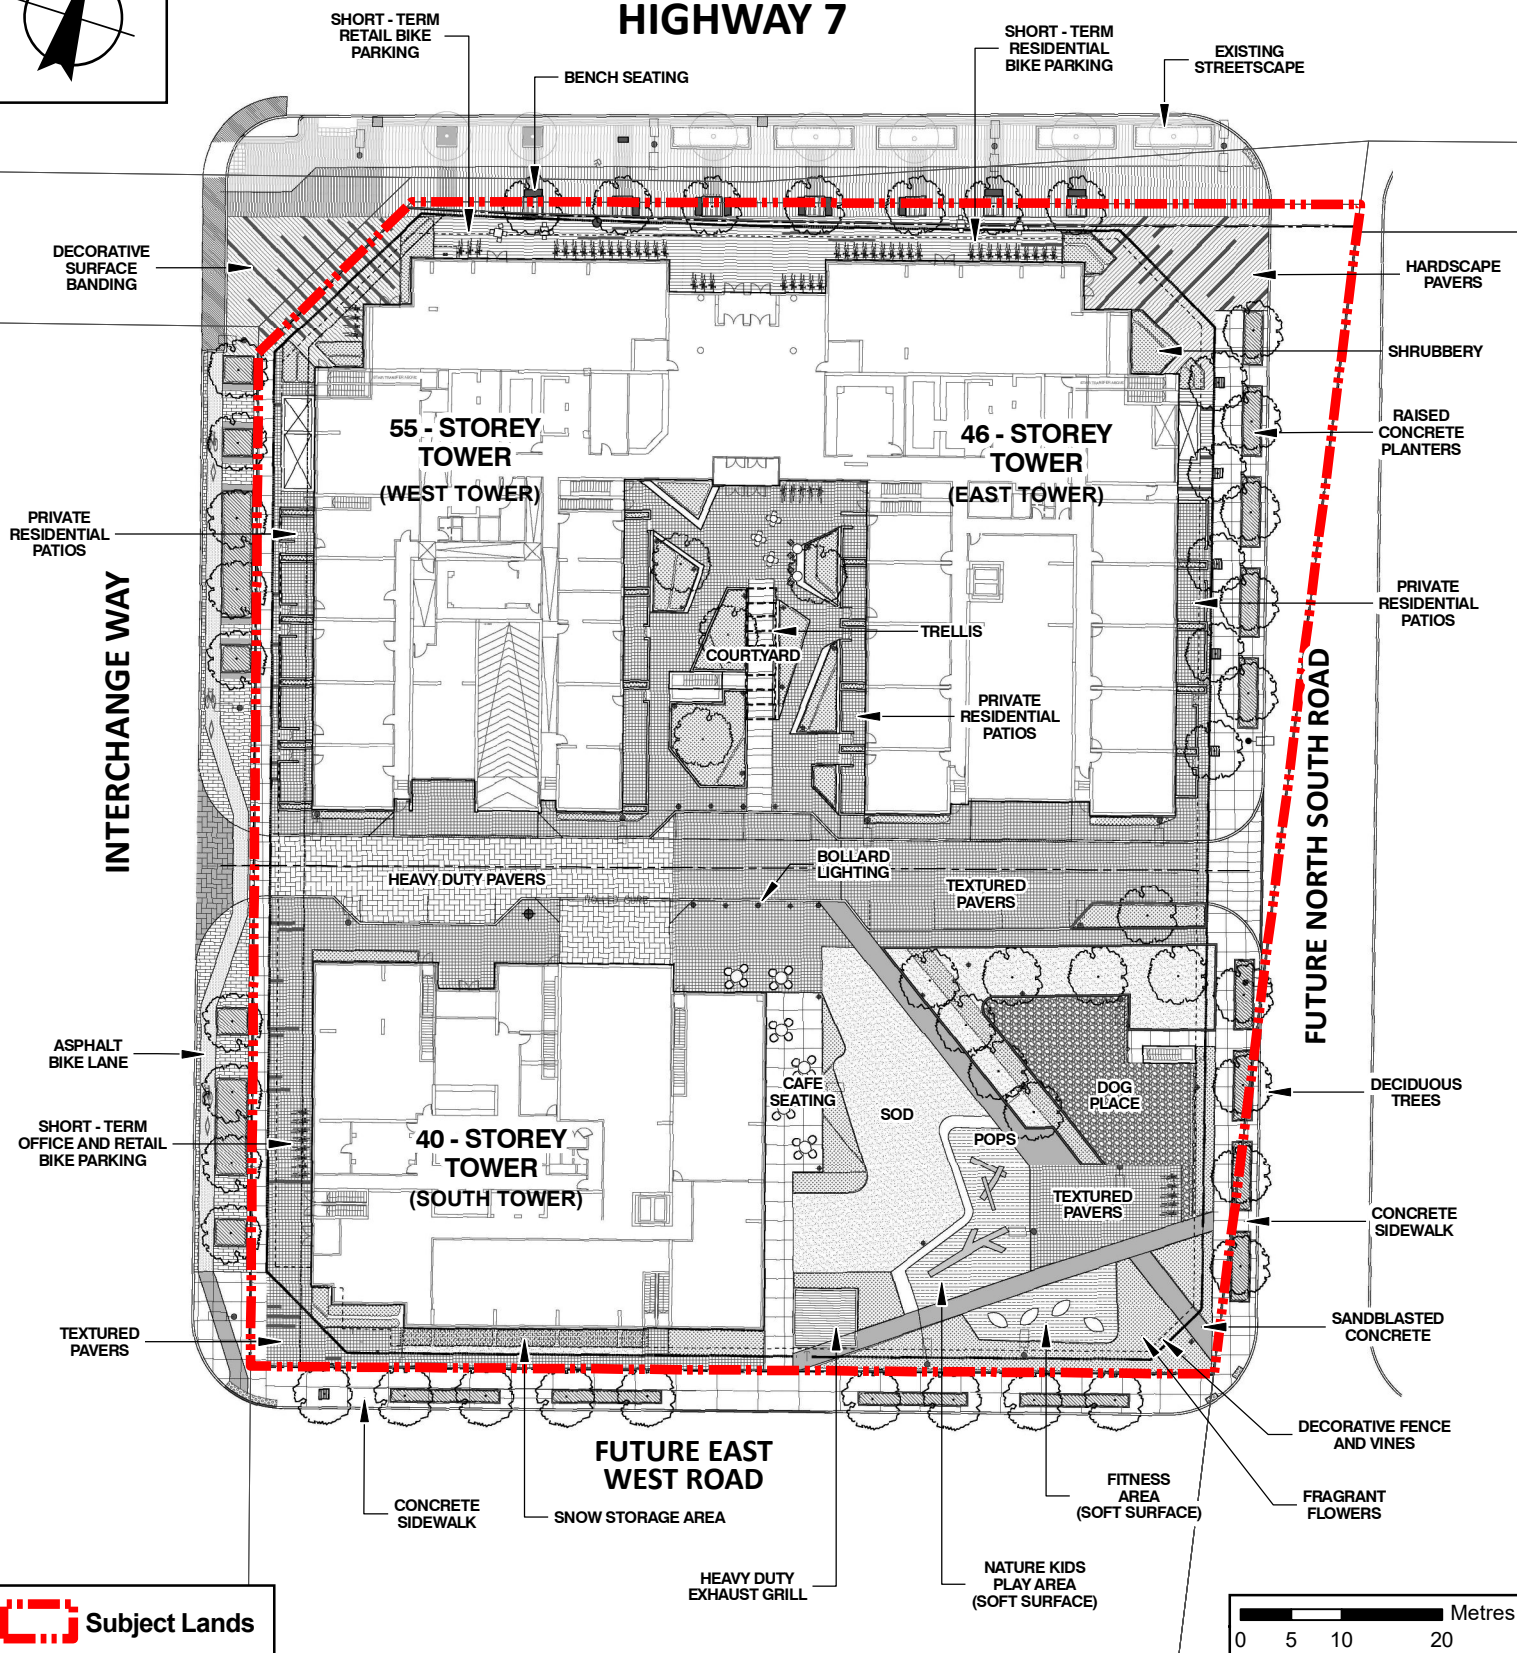 HIGHWAY 7
SHORT - TERM
RETAIL BIKE
PARKING
BENCH SEATING
SHORT - TERM
RESIDENTIAL
BIKE PARKING
EXISTING
STREETSCAPE
DECORATIVE
SURFACE
BANDING
HARDSCAPE
PAVERS
SHRUBBERY
RAISED
CONCRETE
PLANTERS
55 - STOREY
TOWER
(WEST TOWER)
46 - STOREY
TOWER
(EAST TOWER)
PRIVATE
RESIDENTIAL
PATIOS
INTERCHANGE WAY
TRELLIS
COURTYARD
PRIVATE
RESIDENTIAL
PATIOS
PRIVATE
RESIDENTIAL
PATIOS
FUTURE NORTH SOUTH ROAD
HEAVY DUTY PAVERS
BOLLARD
LIGHTING
TEXTURED
PAVERS
ASPHALT
BIKE LANE
CAFE
SEATING
SOD
DOG
PLACE
DECIDUOUS
TREES
SHORT - TERM
OFFICE AND RETAIL
BIKE PARKING
40 - STOREY
TOWER
(SOUTH TOWER)
POPS
TEXTURED
PAVERS
CONCRETE
SIDEWALK
TEXTURED
PAVERS
SANDBLASTED
CONCRETE
DECORATIVE FENCE
AND VINES
FUTURE EAST
WEST ROAD
CONCRETE
SIDEWALK
SNOW STORAGE AREA
FITNESS
AREA
(SOFT SURFACE)
FRAGRANT
FLOWERS
HEAVY DUTY
EXHAUST GRILL
NATURE KIDS
PLAY AREA
(SOFT SURFACE)
Subject Lands
Metres
0 5 10 20